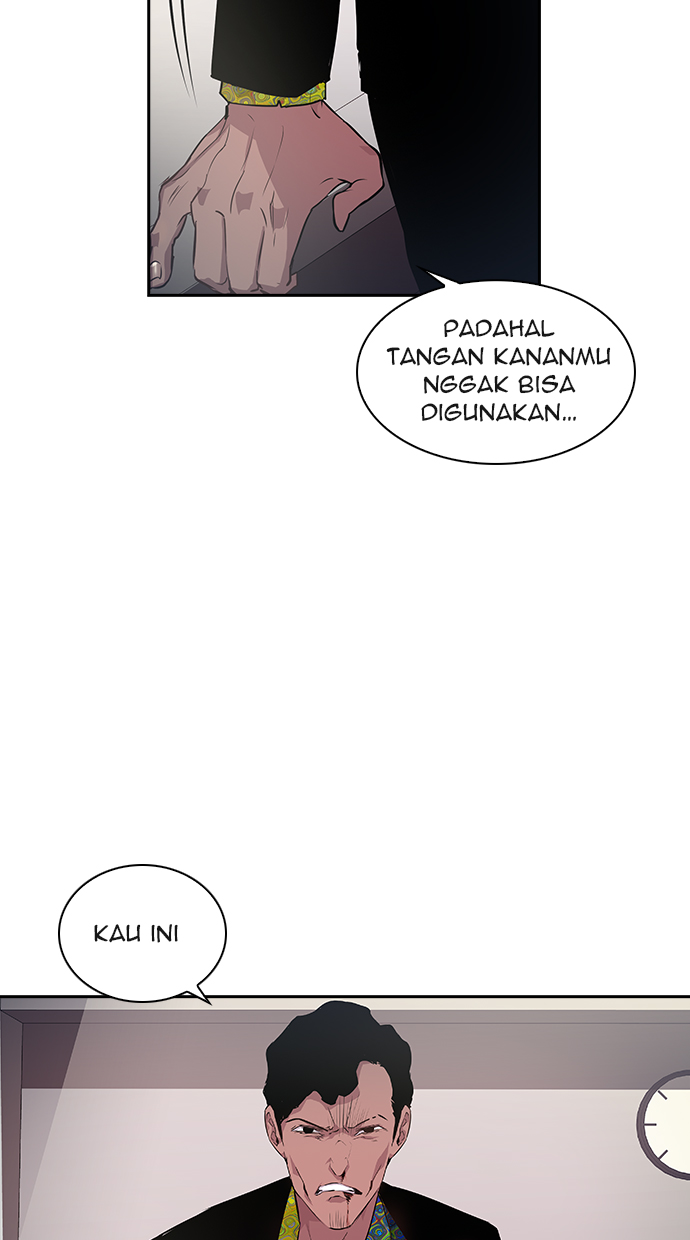 PADAHAL
TANGAN KANANMU
NGGAK BISA
DIGUNAKAN...
KAU INI